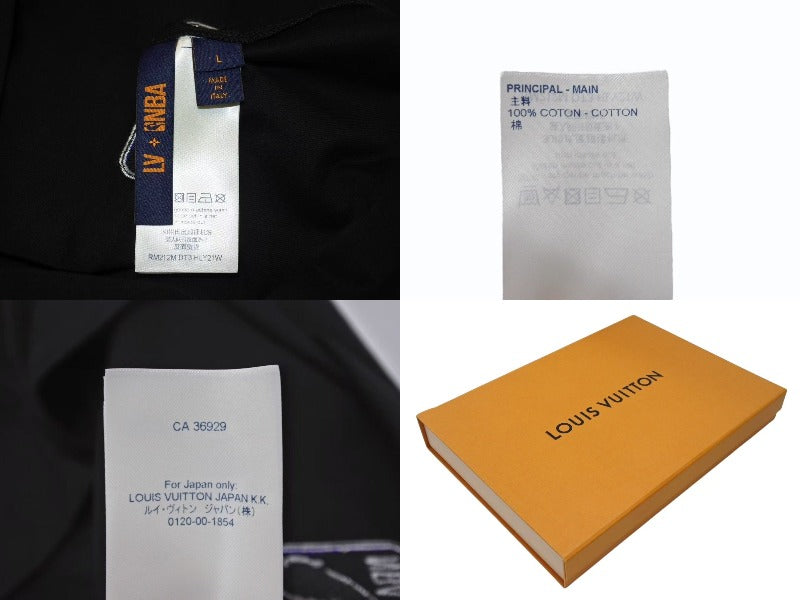 LV + NBA
L
MADE
IN
ITALY
RM212M DT3 HLY21W
PRINCIPAL - MAIN
主料
100% COTON - COTTON
棉
CA 36929
For Japan only:
LOUIS VUITTON JAPAN K.K.
ルイ・ヴィトン ジャパン(株)
0120-00-1854
LOUIS VUITTON